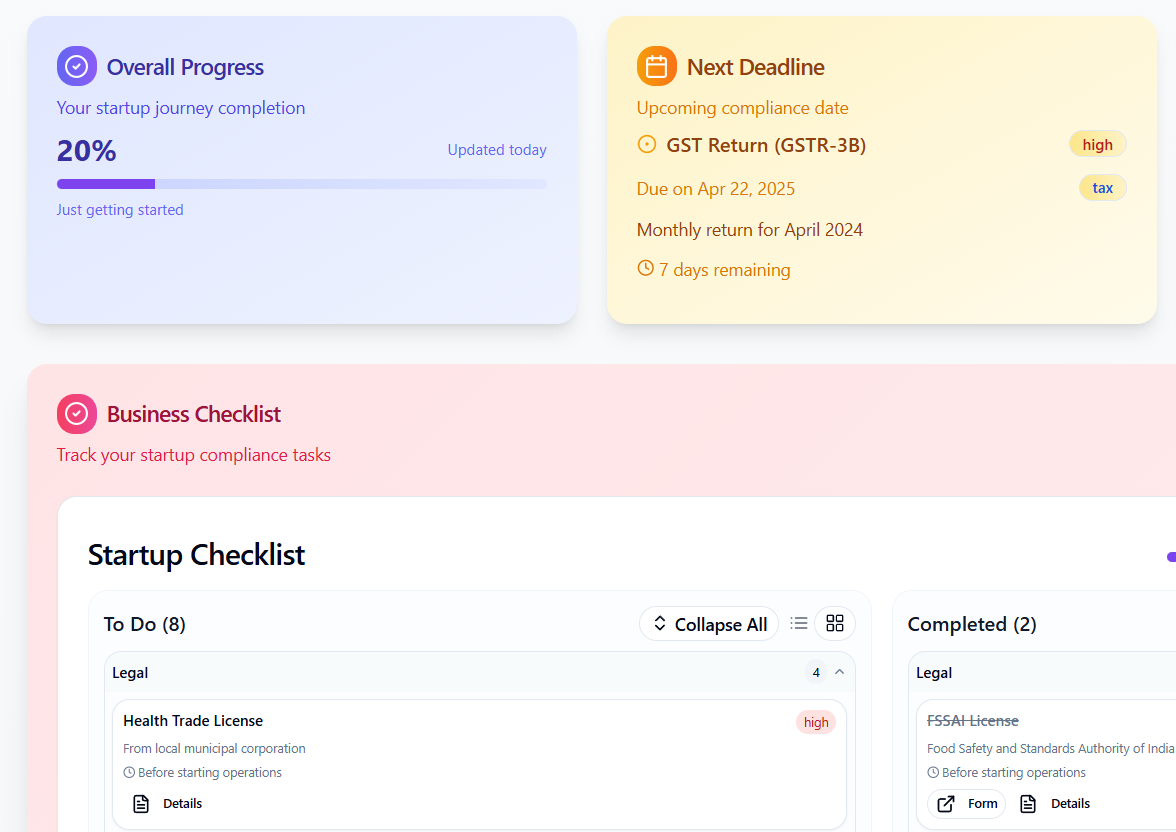 Overall Progress
Your startup journey completion
20%
Updated today
Just getting started
Next Deadline
Upcoming compliance date
GST Return (GSTR-3B)
high
Due on Apr 22, 2025
tax
Monthly return for April 2024
7 days remaining
Business Checklist
Track your startup compliance tasks
Startup Checklist
To Do (8)
Collapse All
Legal
4
Health Trade License
high
From local municipal corporation
Before starting operations
Details
Completed (2)
Legal
FSSAI License
Food Safety and Standards Authority of India
Before starting operations
Form
Details